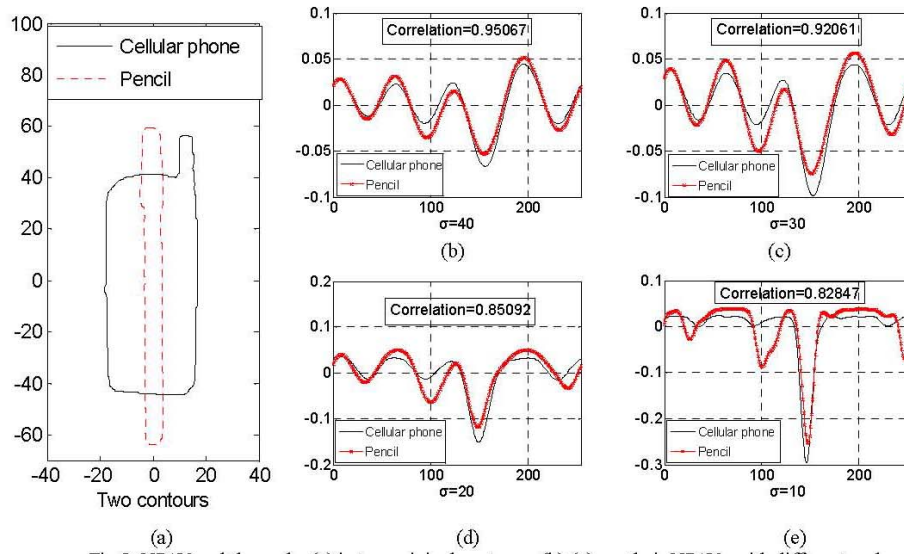 100
80
60
40
20
0
-20
-40
-60
Cellular phone
Pencil
-40 -20 0 20 40
Two contours
(a)
0.1
0.05
0
-0.05
-0.1
Correlation=0.95067
Cellular phone
Pencil
0 100 200
σ=40
(b)
0.1
0.05
0
-0.05
-0.1
Correlation=0.92061
Cellular phone
Pencil
0 100 200
σ=30
(c)
0.2
0.1
0
-0.1
0.2
Correlation=0.85092
Cellular phone
Pencil
0 100 200
σ=20
(d)
0.1
0
-0.1
-0.2
-0.3
Correlation=0.82847
Cellular phone
Pencil
0 100 200
σ=10
(e)